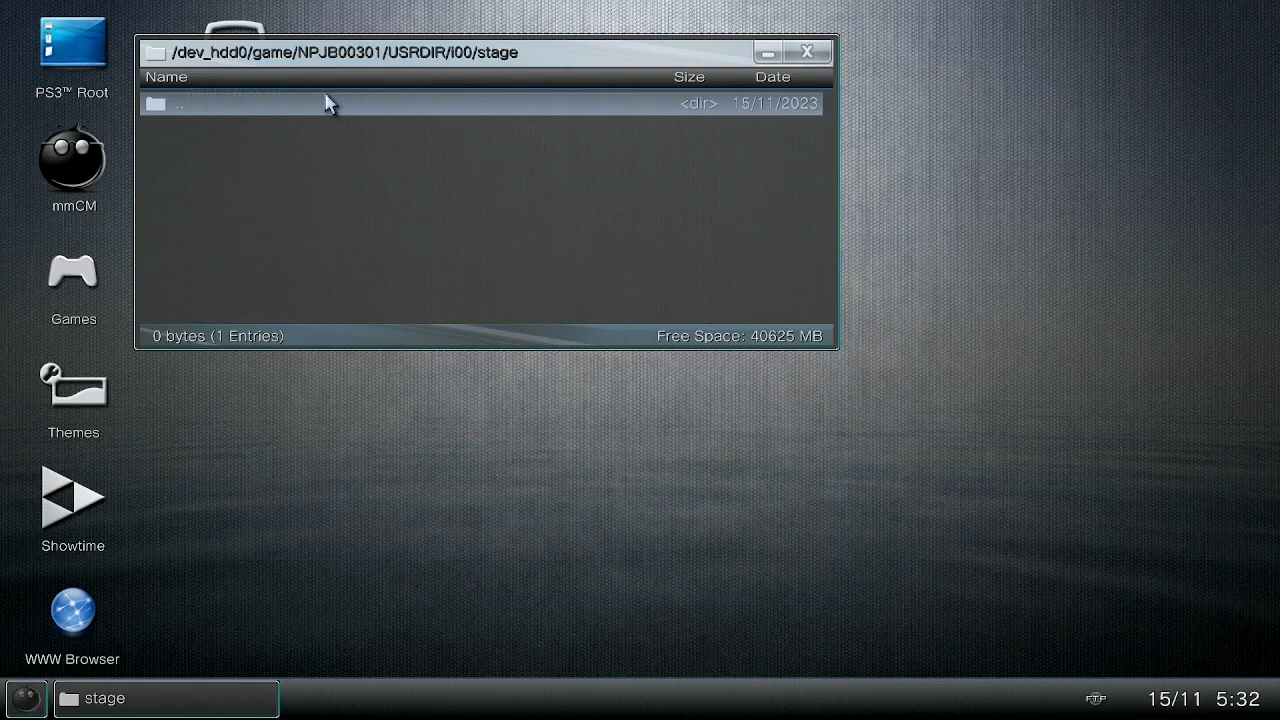 PS3™ Root
mmCM
Games
Themes
Showtime
WWW Browser
/dev_hdd0/game/NPJB00301/USRDIR/i00/stage
X
Name Size Date
.. <dir> 15/11/2023
0 bytes (1 Entries) Free Space: 40625 MB
stage
FTP
15/11 5:32